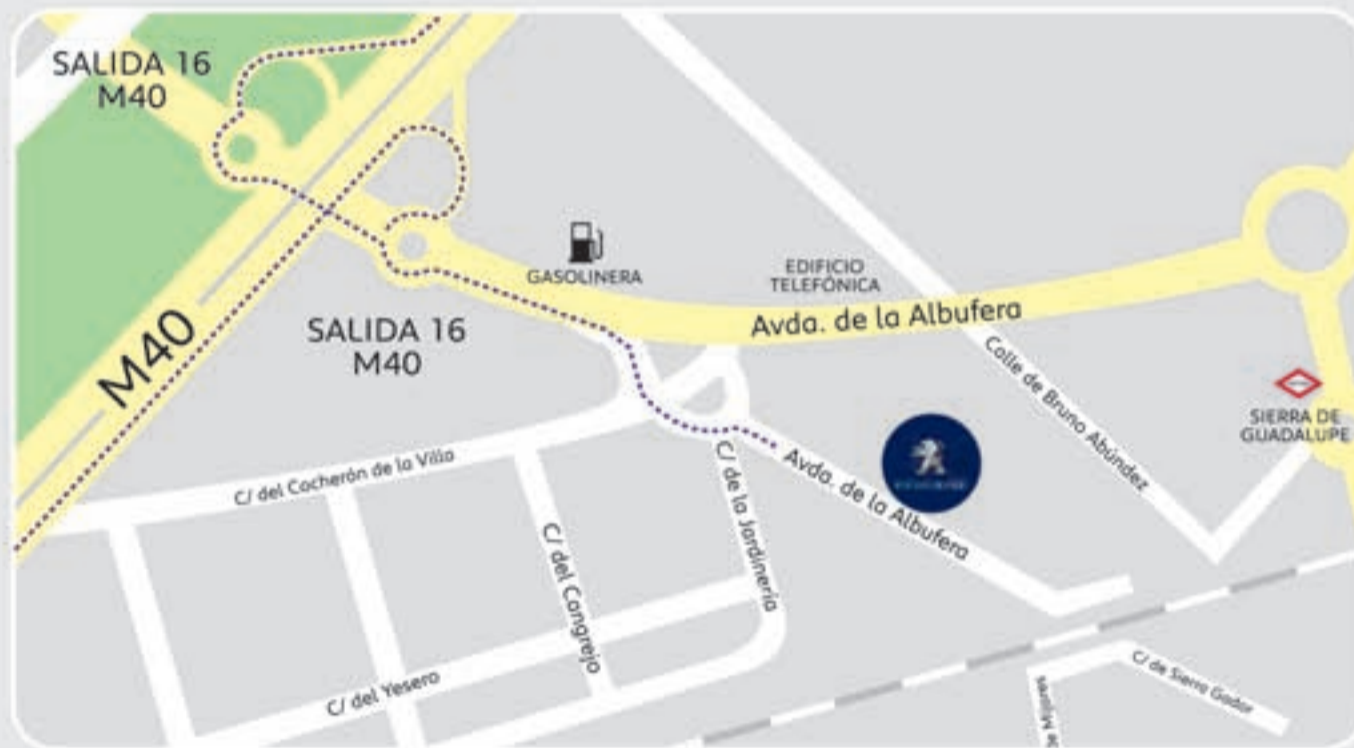 SALIDA 16
M40
M40
SALIDA 16
M40
GASOLINERA
EDIFICIO
TELEFÓNICA
Avda. de la Albufera
Calle de Bruno Abúndez
SIERRA DE
GUADALUPE
C/ del Cocherón de la Villa
C/ de la Jardinería
Avda. de la Albufera
C/ del Congrejo
C/ del Yesero
C/ de Sierra Gador